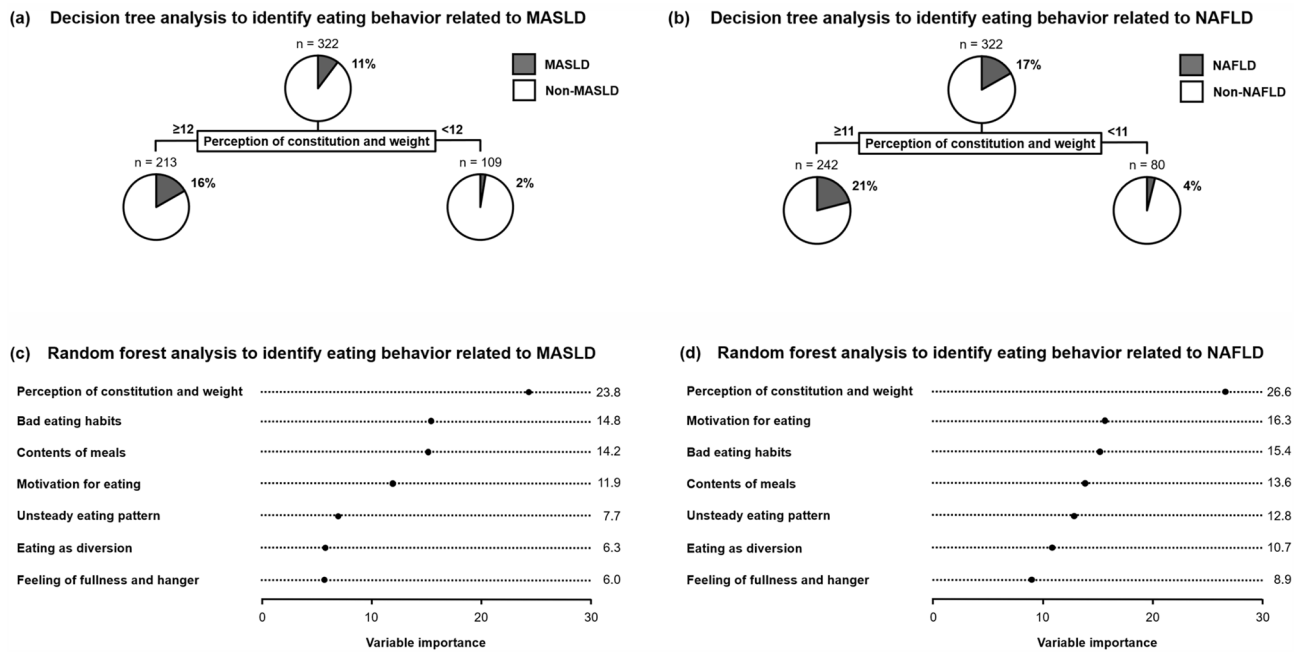 (a) Decision tree analysis to identify eating behavior related to MASLD
n = 322
11%
MASLD
Non-MASLD
≥12
<12
Perception of constitution and weight
n = 213
16%
n = 109
2%
(b) Decision tree analysis to identify eating behavior related to NAFLD
n = 322
17%
NAFLD
Non-NAFLD
≥11
<11
Perception of constitution and weight
n = 242
21%
n = 80
4%
(c) Random forest analysis to identify eating behavior related to MASLD
Perception of constitution and weight 23.8
Bad eating habits 14.8
Contents of meals 14.2
Motivation for eating 11.9
Unsteady eating pattern 7.7
Eating as diversion 6.3
Feeling of fullness and hanger 6.0
0 10 20 30
Variable importance
(d) Random forest analysis to identify eating behavior related to NAFLD
Perception of constitution and weight 26.6
Motivation for eating 16.3
Bad eating habits 15.4
Contents of meals 13.6
Unsteady eating pattern 12.8
Eating as diversion 10.7
Feeling of fullness and hanger 8.9
0 10 20 30
Variable importance